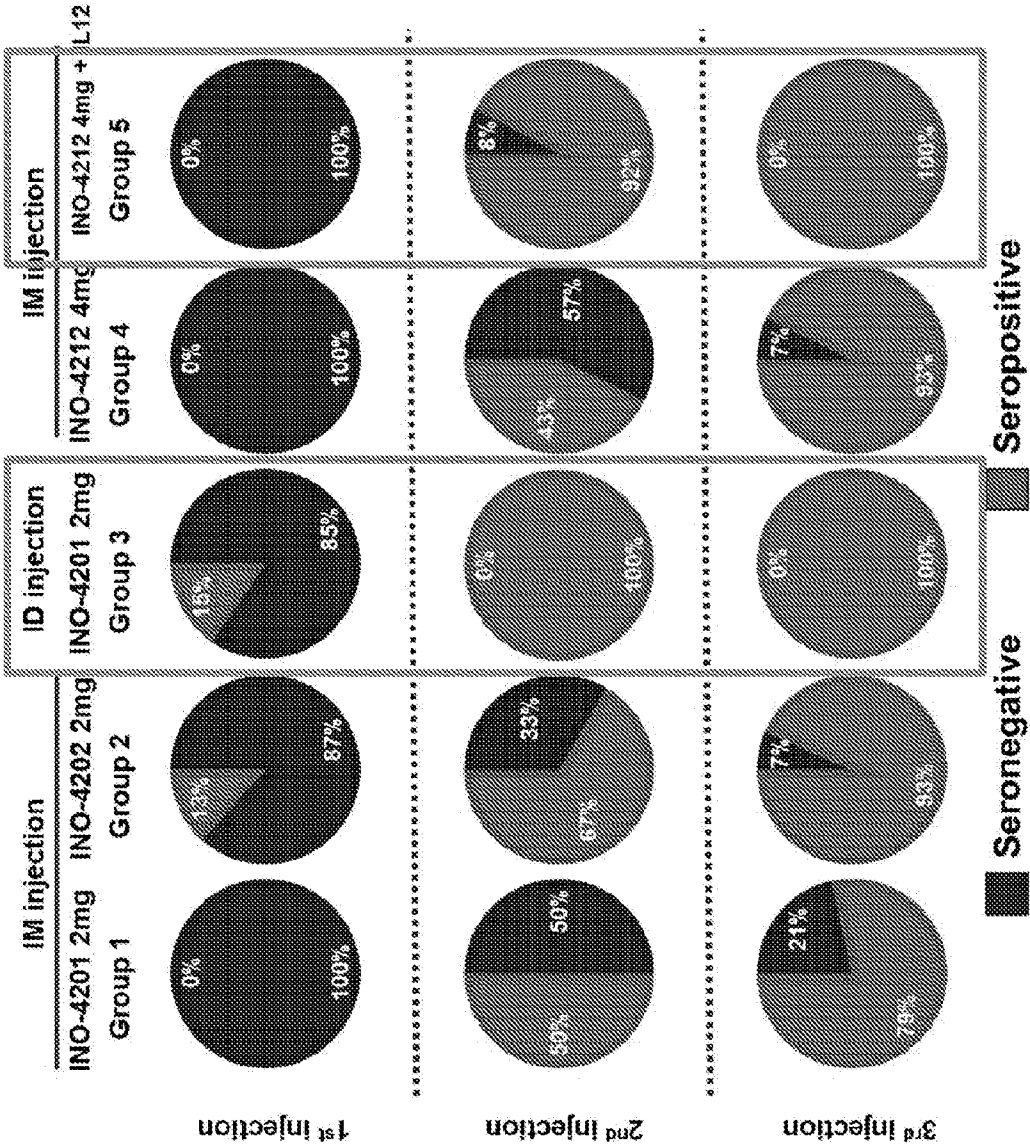 IM injection
ID injection
IM injection
INO-4201 2mg
INO-4202 2mg
INO-4201 2mg
INO-4212 4mg
INO-4212 4mg + L12
Group 1
Group 2
Group 3
Group 4
Group 5
1st injection
0%
100%
13%
87%
15%
85%
0%
100%
0%
100%
2nd injection
50%
50%
67%
33%
0%
100%
43%
57%
8%
92%
3rd injection
79%
21%
7%
93%
0%
100%
7%
0%
100%
Seronegative
Seropositive